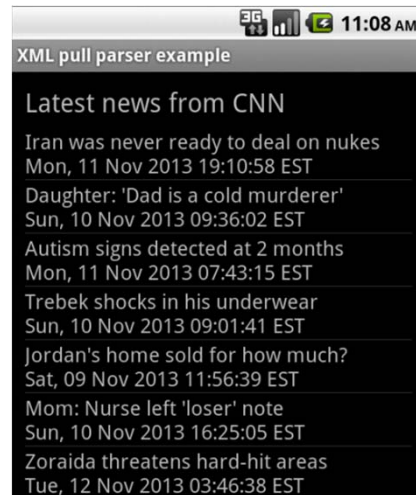 3G 11:08 AM
XML pull parser example
Latest news from CNN
Iran was never ready to deal on nukes
Mon, 11 Nov 2013 19:10:58 EST
Daughter: 'Dad is a cold murderer'
Sun, 10 Nov 2013 09:36:02 EST
Autism signs detected at 2 months
Mon, 11 Nov 2013 07:43:15 EST
Trebek shocks in his underwear
Sun, 10 Nov 2013 09:01:41 EST
Jordan's home sold for how much?
Sat, 09 Nov 2013 11:56:39 EST
Mom: Nurse left 'loser' note
Sun, 10 Nov 2013 16:25:05 EST
Zoraida threatens hard-hit areas
Tue, 12 Nov 2013 03:46:38 EST